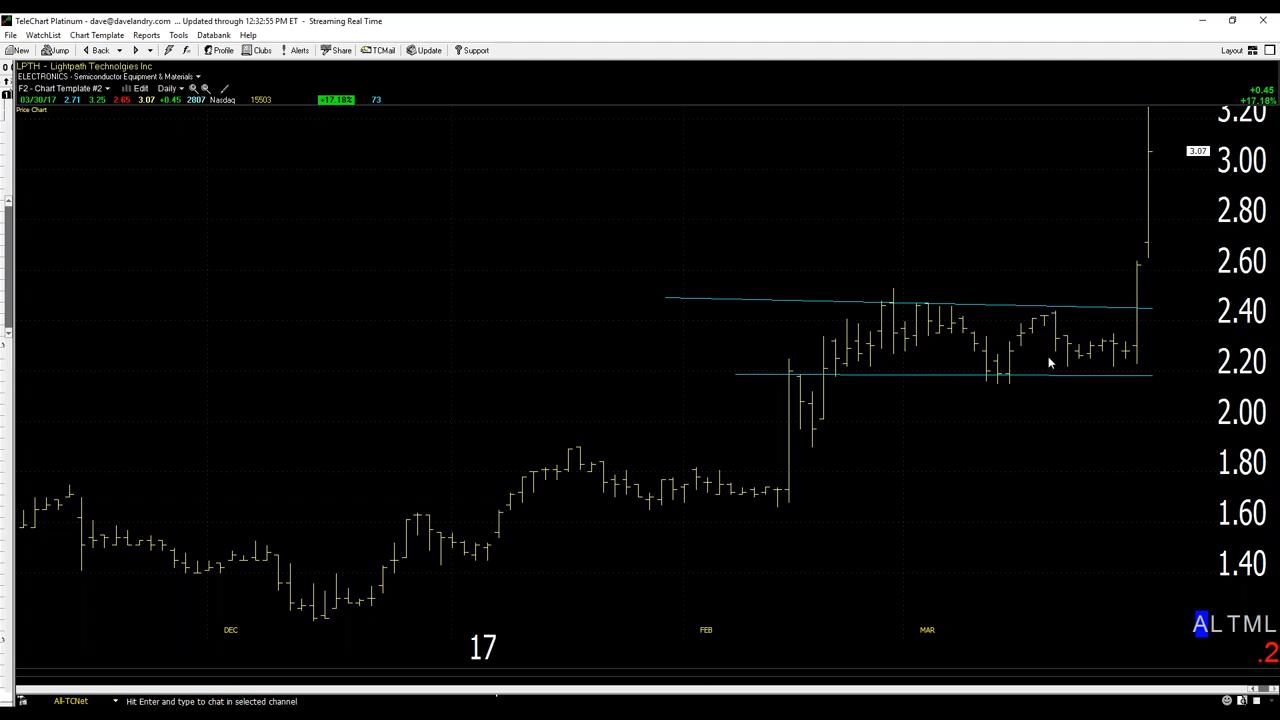 TeleChart Platinum - dave@davelandry.com ... Updated through 12:32:55 PM ET - Streaming Real Time
File WatchList Chart Template Reports Tools Databank Help
New Jump Back Profile Clubs Alerts Share TCMail Update Support Layout
LPTH - Lightpath Technolgies Inc
ELECTRONICS - Semiconductor Equipment & Materials
F2 - Chart Template #2 Edit Daily
03/30/17 2.71 3.25 2.65 3.07 +0.45 2807 Nasdaq 15503 +17.18% 73
+0.45
+17.18%
Price Chart
3.20
3.07
3.00
2.80
2.60
2.40
2.20
2.00
1.80
1.60
1.40
ALTML
DEC 17 FEB MAR
.2
All-TCNet Hit Enter and type to chat in selected channel